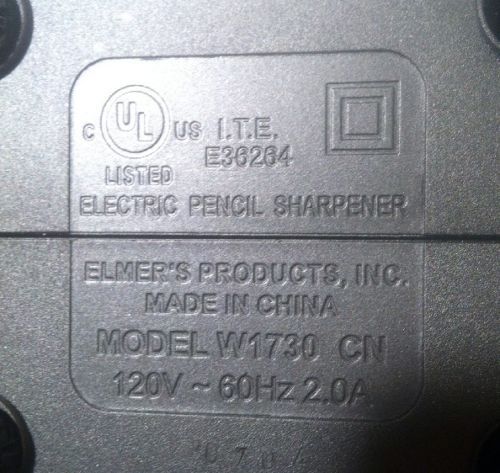 C UL US I.T.E.
E36264
LISTED
ELECTRIC PENCIL SHARPENER
ELMER'S PRODUCTS, INC.
MADE IN CHINA
MODEL W1730 CN
120V ~ 60Hz 2.0A